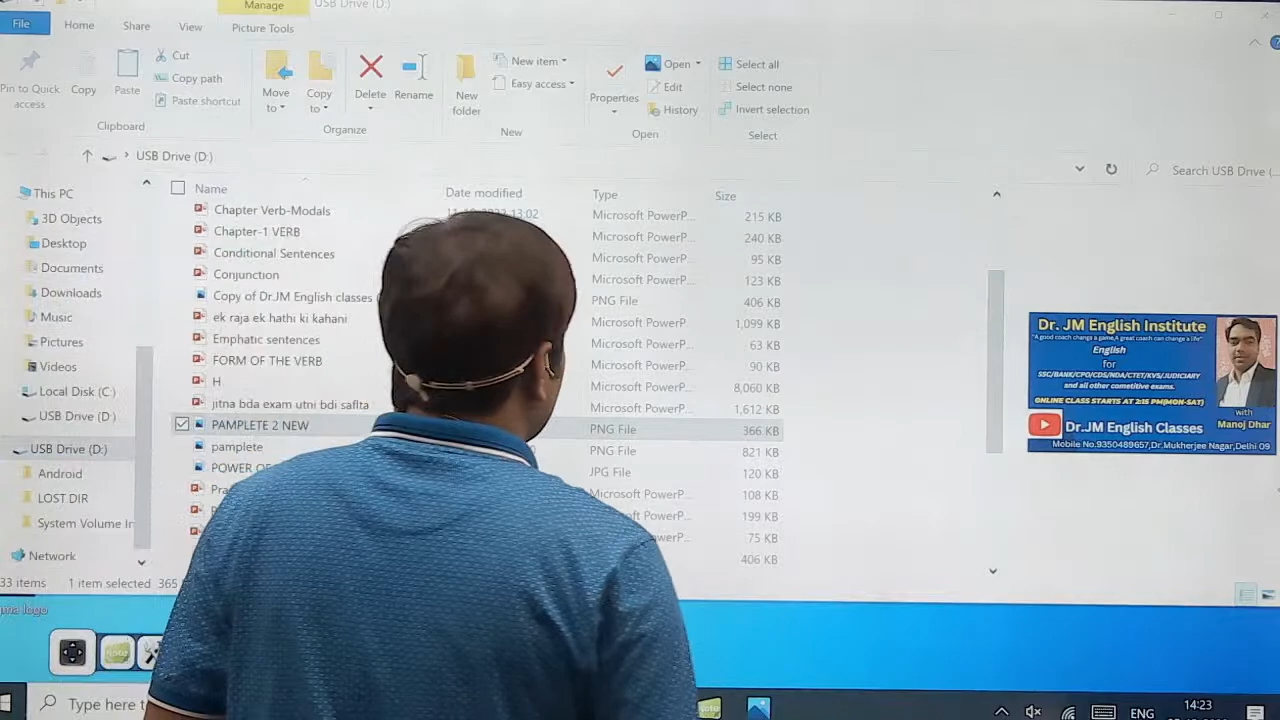 Manage
USB Drive (D:)
File
Home
Share
View
Picture Tools
Pin to Quick access
Copy
Paste
Cut
Copy path
Paste shortcut
Clipboard
Move to
Copy to
Delete
Rename
Organize
New folder
New item
Easy access
New
Properties
Open
Edit
History
Open
Select all
Select none
Invert selection
Select
USB Drive (D:)
Search USB Drive (...
This PC
3D Objects
Desktop
Documents
Downloads
Music
Pictures
Videos
Local Disk (C:)
USB Drive (D:)
USB Drive (D:)
Android
LOST.DIR
System Volume In
Network
Name Date modified Type Size
Chapter Verb-Modals 13:02 Microsoft PowerP... 215 KB
Chapter-1 VERB Microsoft PowerP... 240 KB
Conditional Sentences Microsoft PowerP... 95 KB
Conjunction Microsoft PowerP... 123 KB
Copy of Dr.JM English classes PNG File 406 KB
ek raja ek hathi ki kahani Microsoft PowerP... 1,099 KB
Emphatic sentences Microsoft PowerP... 63 KB
FORM OF THE VERB Microsoft PowerP... 90 KB
H Microsoft PowerP... 8,060 KB
jitna bda exam utni bdi saflta Microsoft PowerP... 1,612 KB
PAMPLETE 2 NEW PNG File 366 KB
pamplete PNG File 821 KB
POWER OF JPG File 120 KB
Pra Microsoft PowerP... 108 KB
Microsoft PowerP... 199 KB
75 KB
406 KB
Dr. JM English Institute
"A good coach change a game,A great coach can change a life"
English
for
SSC/BANK/CPO/CDS/NDA/CTET/KVS/JUDICIARY
and all other cometitive exams.
ONLINE CLASS STARTS AT 2:15 PM(MON-SAT)
with
Manoj Dhar
Dr.JM English Classes
Mobile No.9350489657,Dr.Mukherjee Nagar,Delhi 09
33 items 1 item selected 365
logo
note
Type here t
note
ENG
14:23